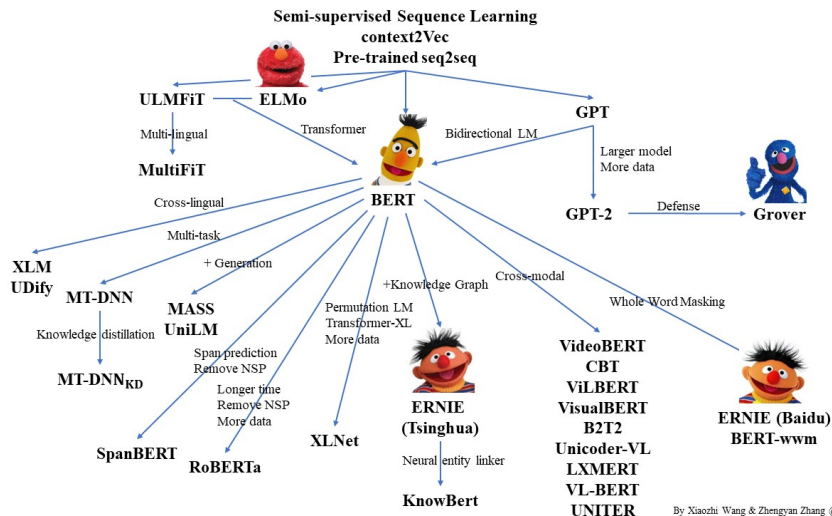 Semi-supervised Sequence Learning
context2Vec
Pre-trained seq2seq
ULMFiT
ELMo
GPT
Multi-lingual
Transformer
Bidirectional LM
Larger model
More data
MultiFiT
BERT
GPT-2
Defense
Grover
Cross-lingual
Multi-task
+ Generation
+Knowledge Graph
Cross-modal
Whole Word Masking
XLM
UDify
MT-DNN
MASS
UniLM
Permutation LM
Transformer-XL
More data
Knowledge distillation
MT-DNNKD
Span prediction
Remove NSP
Longer time
Remove NSP
More data
SpanBERT
RoBERTa
XLNet
ERNIE
(Tsinghua)
Neural entity linker
KnowBert
VideoBERT
CBT
ViLBERT
VisualBERT
B2T2
Unicoder-VL
LXMERT
VL-BERT
UNITER
ERNIE (Baidu)
BERT-wwm
By Xiaozhi Wang & Zhengyan Zhang @